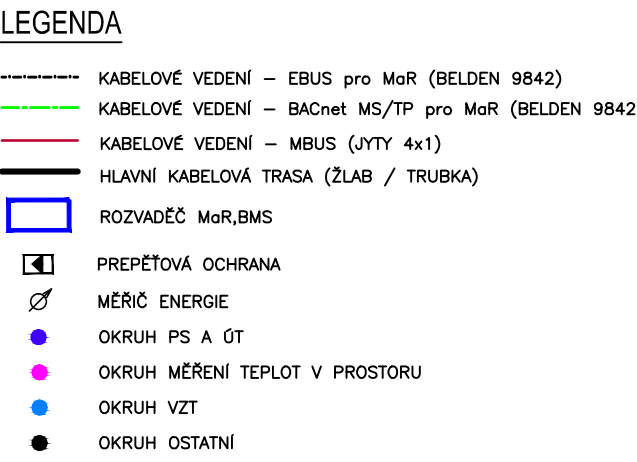 LEGENDA
KABELOVÉ VEDENÍ – EBUS pro MaR (BELDEN 9842)
KABELOVÉ VEDENÍ – BACnet MS/TP pro MaR (BELDEN 9842
KABELOVÉ VEDENÍ – MBUS (JYTY 4x1)
HLAVNÍ KABELOVÁ TRASA (ŽLAB / TRUBKA)
ROZVADĚČ MaR,BMS
PREPĚŤOVÁ OCHRANA
MĚŘIČ ENERGIE
OKRUH PS A ÚT
OKRUH MĚŘENÍ TEPLOT V PROSTORU
OKRUH VZT
OKRUH OSTATNÍ